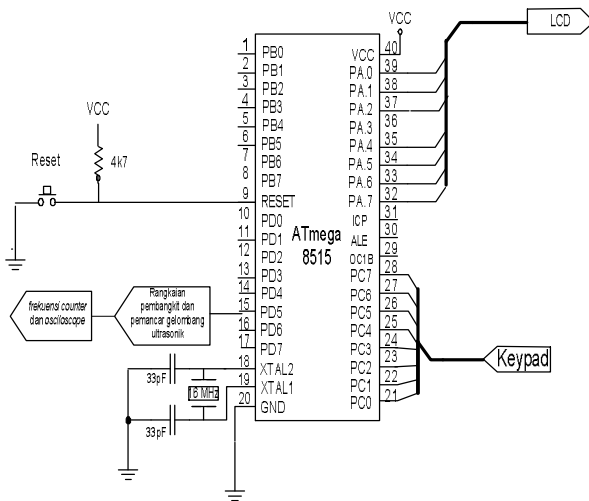 VCC
LCD
1 PB0
2 PB1
3 PB2
4 PB3
5 PB4
6 PB5
7 PB6
8 PB7
9 RESET
10 PD0
11 PD1
12 PD2
13 PD3
14 PD4
15 PD5
16 PD6
17 PD7
18 XTAL2
19 XTAL1
20 GND
ATmega
8515
VCC 40
PA.0 39
PA.1 38
PA.2 37
PA.3 36
PA.4 35
PA.5 34
PA.6 33
PA.7 32
ICP 31
ALE 30
OC1B 29
PC7 28
PC6 27
PC5 26
PC4 25
PC3 24
PC2 23
PC1 22
PC0 21
VCC
Reset
4k7
frekuensi counter
dan osciloscope
Rangkaian
pembangkit dan
pemancar gelombang
ultrasonik
33pF
16 MHz
33pF
Keypad